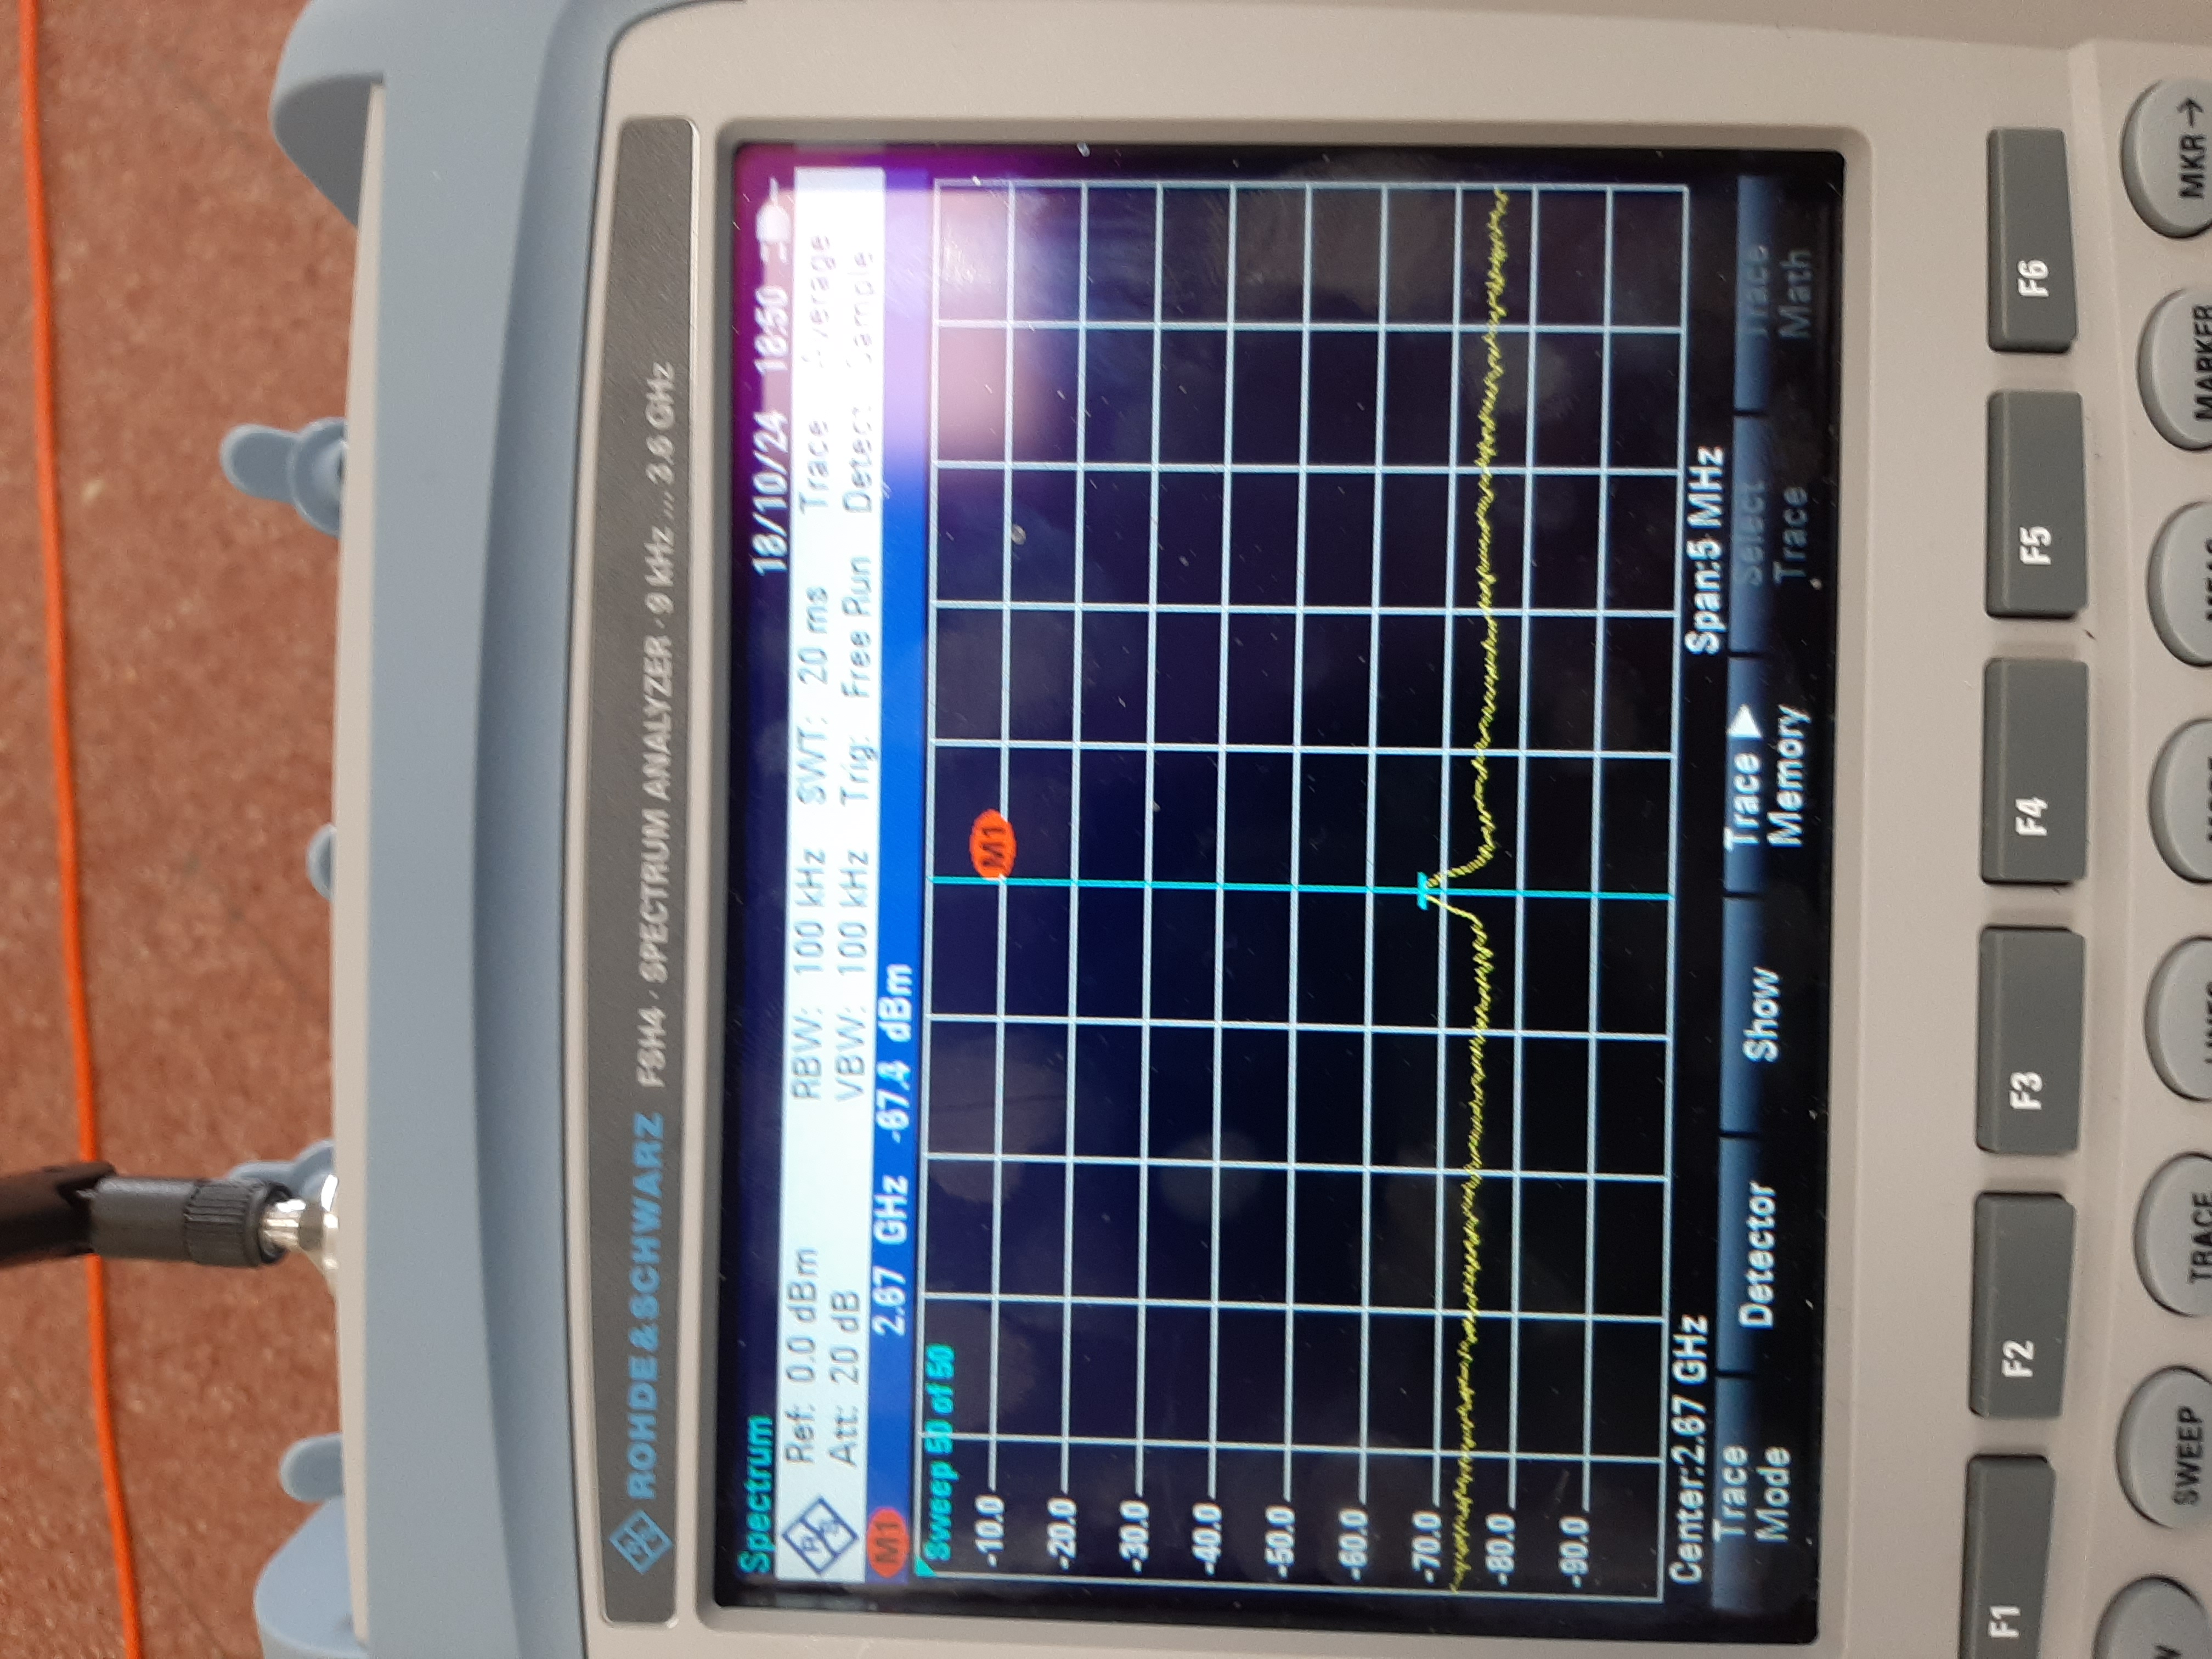 ROHDE&SCHWARZ FSH4 · SPECTRUM ANALYZER · 9 kHz ... 3.6 GHz
Spectrum 18/10/24 18:50
Ref: 0.0 dBm RBW: 100 kHz SWT: 20 ms Trace Average
Att: 20 dB VBW: 100 kHz Trig: Free Run Detect Sample
M1 2.67 GHz -67.4 dBm
Sweep 50 of 50
M1
-10.0
-20.0
-30.0
-40.0
-50.0
-60.0
-70.0
-80.0
-90.0
Center:2.67 GHz Span:5 MHz
Trace Mode Detector Show Trace Memory Select Trace Trace Math
F1 F2 F3 F4 F5 F6
SWEEP TRACE MARKER MKR→